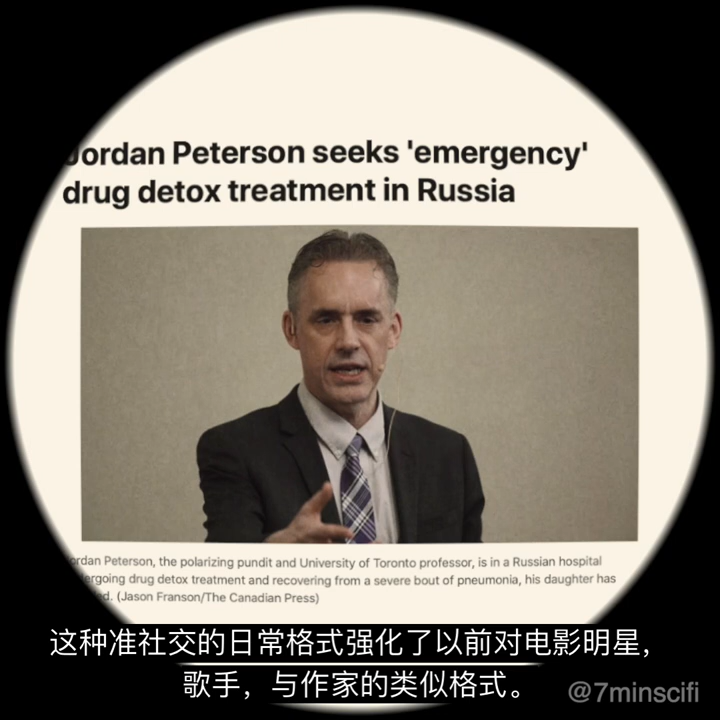 Jordan Peterson seeks 'emergency'
drug detox treatment in Russia
ordan Peterson, the polarizing pundit and University of Toronto professor, is in a Russian hospital
ergoing drug detox treatment and recovering from a severe bout of pneumonia, his daughter has
ed. (Jason Franson/The Canadian Press)
这种准社交的日常格式强化了以前对电影明星，
歌手，与作家的类似格式。
@7minscifi